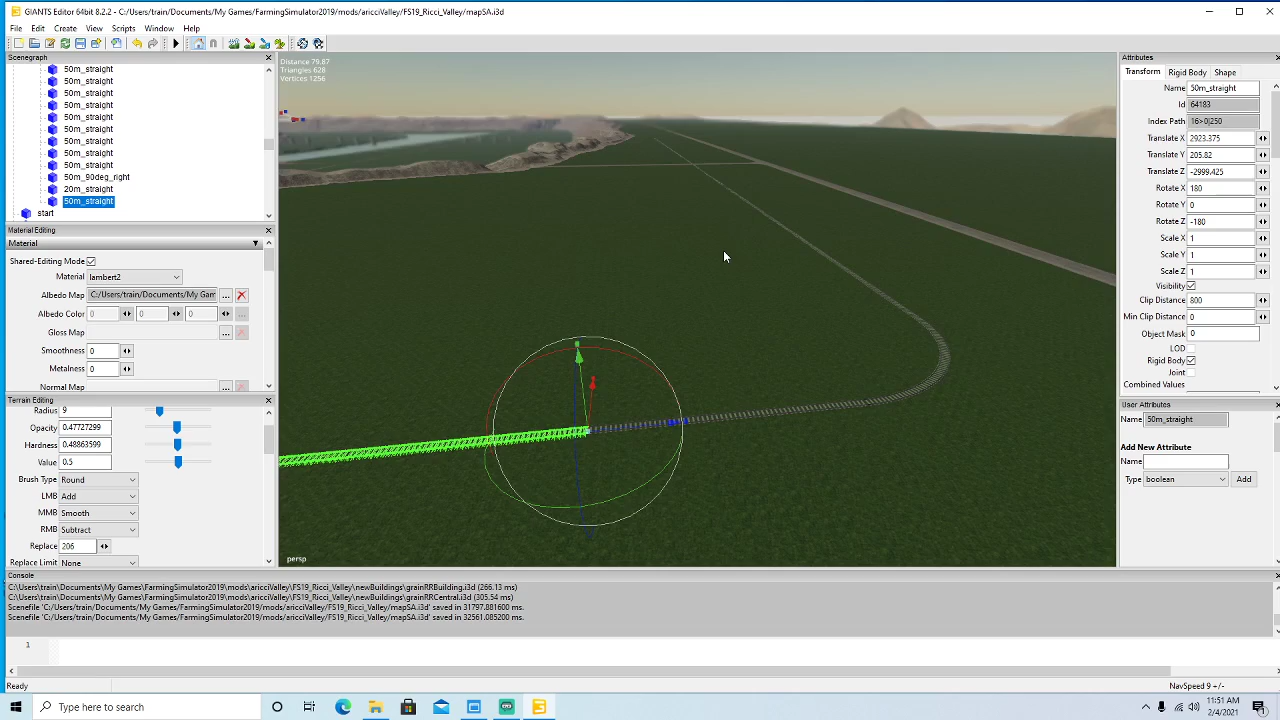 GIANTS Editor 64bit 8.2.2 - C:/Users/train/Documents/My Games/FarmingSimulator2019/mods/aricciValley/FS19_Ricci_Valley/mapSA.i3d
File Edit Create View Scripts Window Help
Scenegraph
50m_straight
50m_straight
50m_straight
50m_straight
50m_straight
50m_straight
50m_straight
50m_straight
50m_straight
50m_90deg_right
20m_straight
50m_straight
start
Material Editing
Material
Shared-Editing Mode
Material lambert2
Albedo Map C:/Users/train/Documents/My Gam ...
Albedo Color 0 0 0 ...
Gloss Map ...
Smoothness 0
Metalness 0
Normal Map ...
Terrain Editing
Radius 9
Opacity 0.47727299
Hardness 0.48863599
Value 0.5
Brush Type Round
LMB Add
MMB Smooth
RMB Subtract
Replace 206
Replace Limit None
Distance 79.87
Triangles 628
Vertices 1256
persp
Attributes
Transform Rigid Body Shape
Name 50m_straight
Id 64183
Index Path 16>0|250
Translate X 2923.375
Translate Y 205.82
Translate Z -2999.425
Rotate X 180
Rotate Y 0
Rotate Z -180
Scale X 1
Scale Y 1
Scale Z 1
Visibility
Clip Distance 800
Min Clip Distance 0
Object Mask 0
LOD
Rigid Body
Joint
Combined Values
User Attributes
Name 50m_straight
Add New Attribute
Name
Type boolean Add
Console
C:\Users\train\Documents\My Games\FarmingSimulator2019\mods\aricciValley\FS19_Ricci_Valley\newBuildings\grainRRBuilding.i3d (266.13 ms)
C:\Users\train\Documents\My Games\FarmingSimulator2019\mods\aricciValley\FS19_Ricci_Valley\newBuildings\grainRRCentral.i3d (305.54 ms)
Scenefile 'C:/Users/train/Documents/My Games/FarmingSimulator2019/mods/aricciValley/FS19_Ricci_Valley/mapSA.i3d' saved in 31797.881600 ms.
Scenefile 'C:/Users/train/Documents/My Games/FarmingSimulator2019/mods/aricciValley/FS19_Ricci_Valley/mapSA.i3d' saved in 32561.085200 ms.
1
Ready
NavSpeed 9 +/-
Type here to search
11:51 AM
2/4/2021